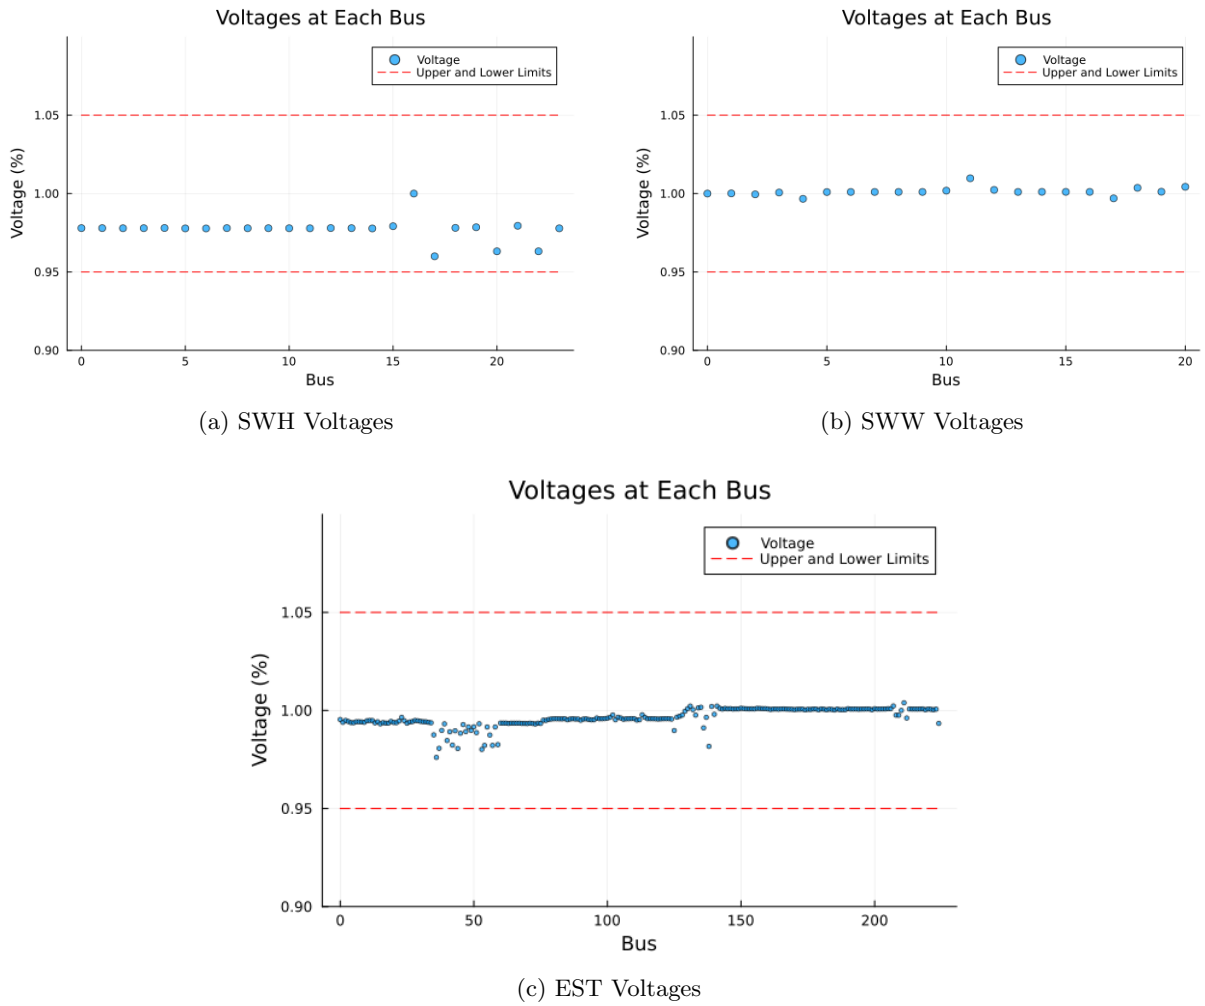 Voltages at Each Bus
Voltage
Upper and Lower Limits
1.05
1.00
0.95
0.90
Voltage (%)
0 5 10 15 20
Bus
(a) SWH Voltages
Voltages at Each Bus
Voltage
Upper and Lower Limits
1.05
1.00
0.95
0.90
Voltage (%)
0 5 10 15 20
Bus
(b) SWW Voltages
Voltages at Each Bus
Voltage
Upper and Lower Limits
1.05
1.00
0.95
0.90
Voltage (%)
0 50 100 150 200
Bus
(c) EST Voltages